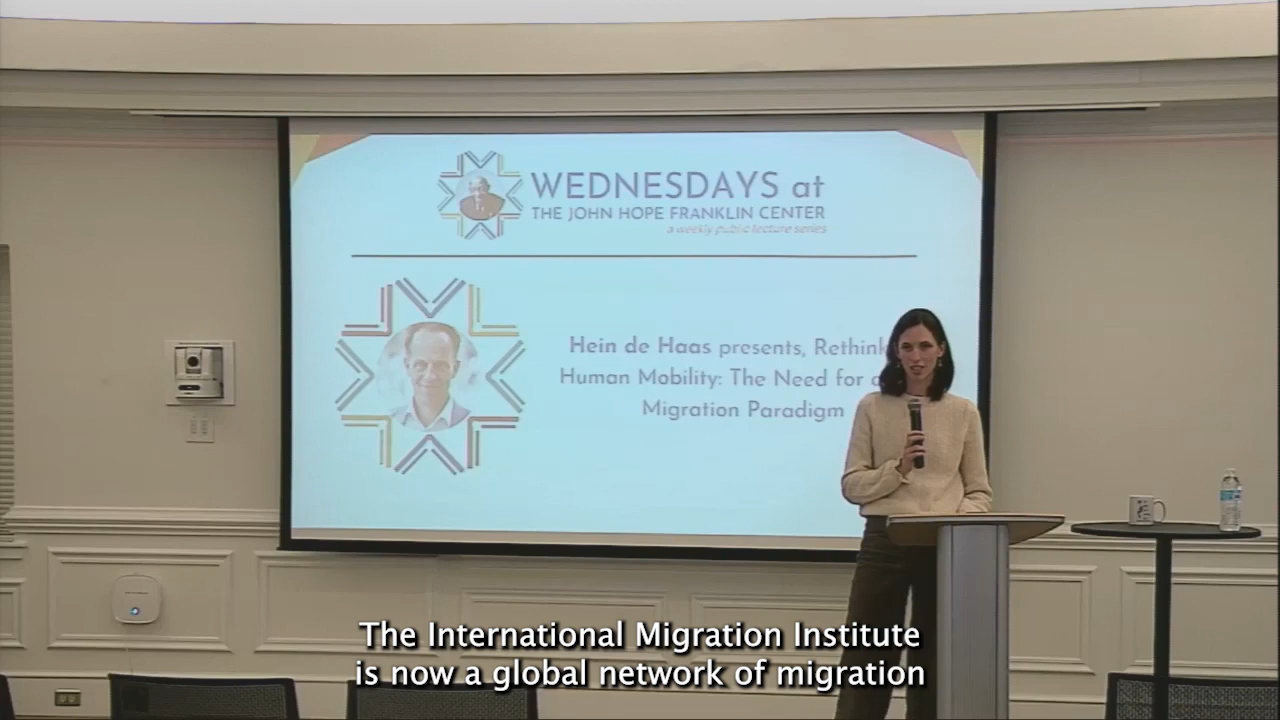 WEDNESDAYS at
THE JOHN HOPE FRANKLIN CENTER
a weekly public lecture series
Hein de Haas presents,
Human Mobility: The Need for
Migration Paradigm
The International Migration Institute
is now a global network of migration